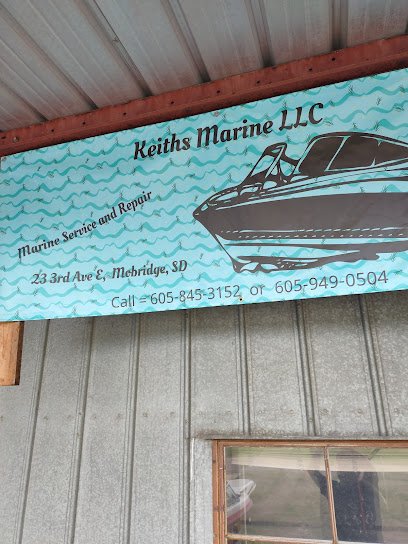 Keiths Marine LLC
Marine Service and Repair
23 3rd Ave E, Mobridge, SD
Call = 605-845-3152 or 605-949-0504